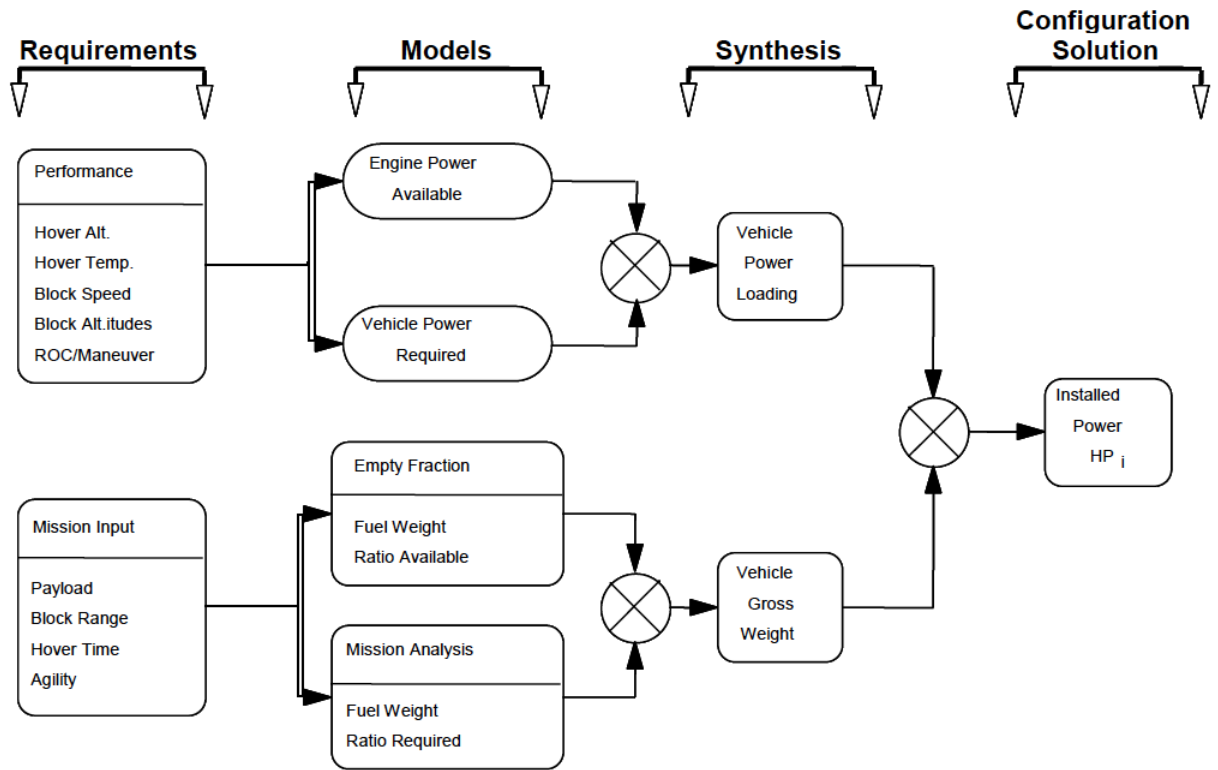 Requirements
Models
Synthesis
Configuration
Solution
Performance
Hover Alt.
Hover Temp.
Block Speed
Block Alt.itudes
ROC/Maneuver
Engine Power
Available
Vehicle Power
Required
Vehicle
Power
Loading
Installed
Power
HP i
Mission Input
Payload
Block Range
Hover Time
Agility
Empty Fraction
Fuel Weight
Ratio Available
Mission Analysis
Fuel Weight
Ratio Required
Vehicle
Gross
Weight